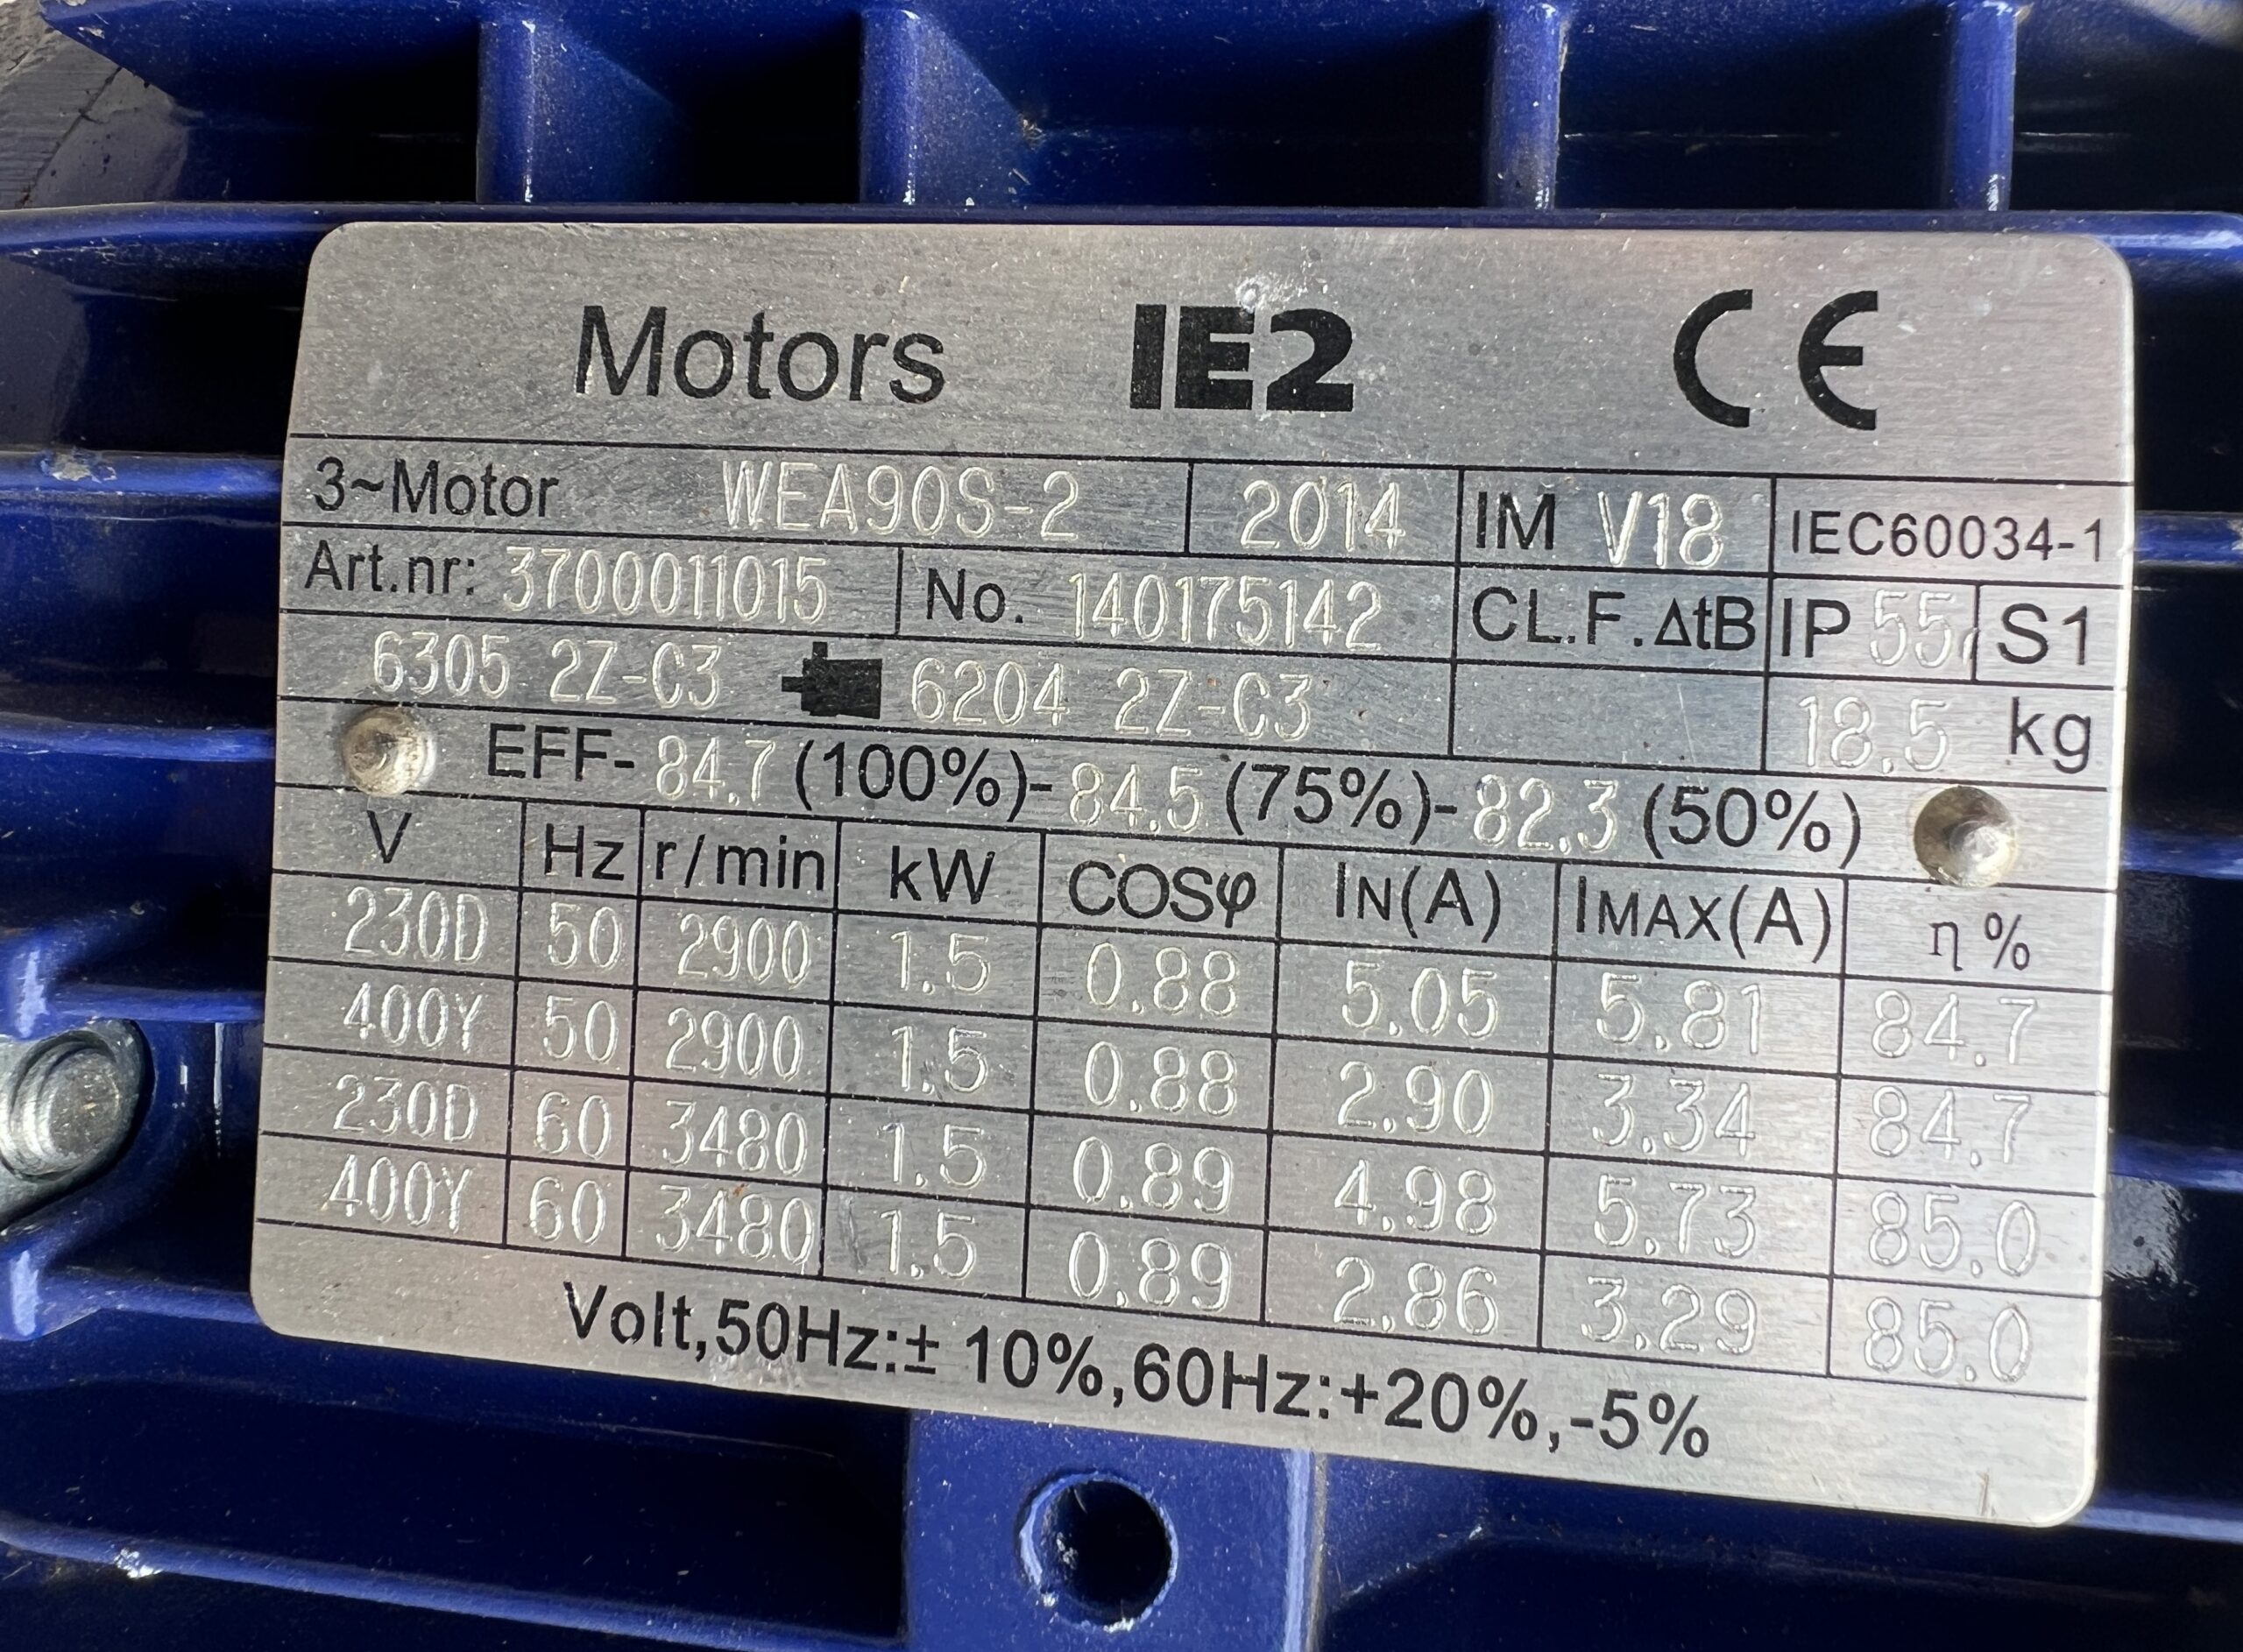 Motors IE2 CE
3~Motor WEA90S-2 2014 IM V18 IEC60034-1
Art.nr: 3700011015 No. 140175142 CL.F.ΔtB IP 55 S1
6305 2Z-C3 6204 2Z-C3 18.5 kg
EFF- 84.7 (100%)- 84.5 (75%)- 82.3 (50%)
V Hz r/min kW COSφ IN(A) IMAX(A) η%
230D 50 2900 1.5 0.88 5.05 5.81 84.7
400Y 50 2900 1.5 0.88 2.90 3.34 84.7
230D 60 3480 1.5 0.89 4.98 5.73 85.0
400Y 60 3480 1.5 0.89 2.86 3.29 85.0
Volt,50Hz:± 10%,60Hz:+20%,-5%